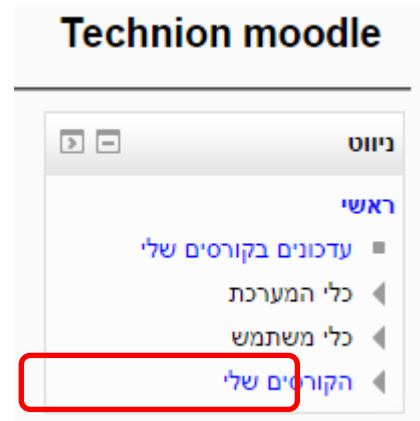 Technion moodle
ניווט
ראשי
עדכונים בקורסים שלי
כלי המערכת
כלי משתמש
הקורסים שלי